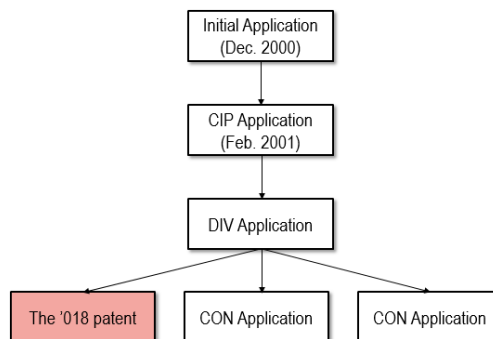 Initial Application
(Dec. 2000)
CIP Application
(Feb. 2001)
DIV Application
The '018 patent
CON Application
CON Application